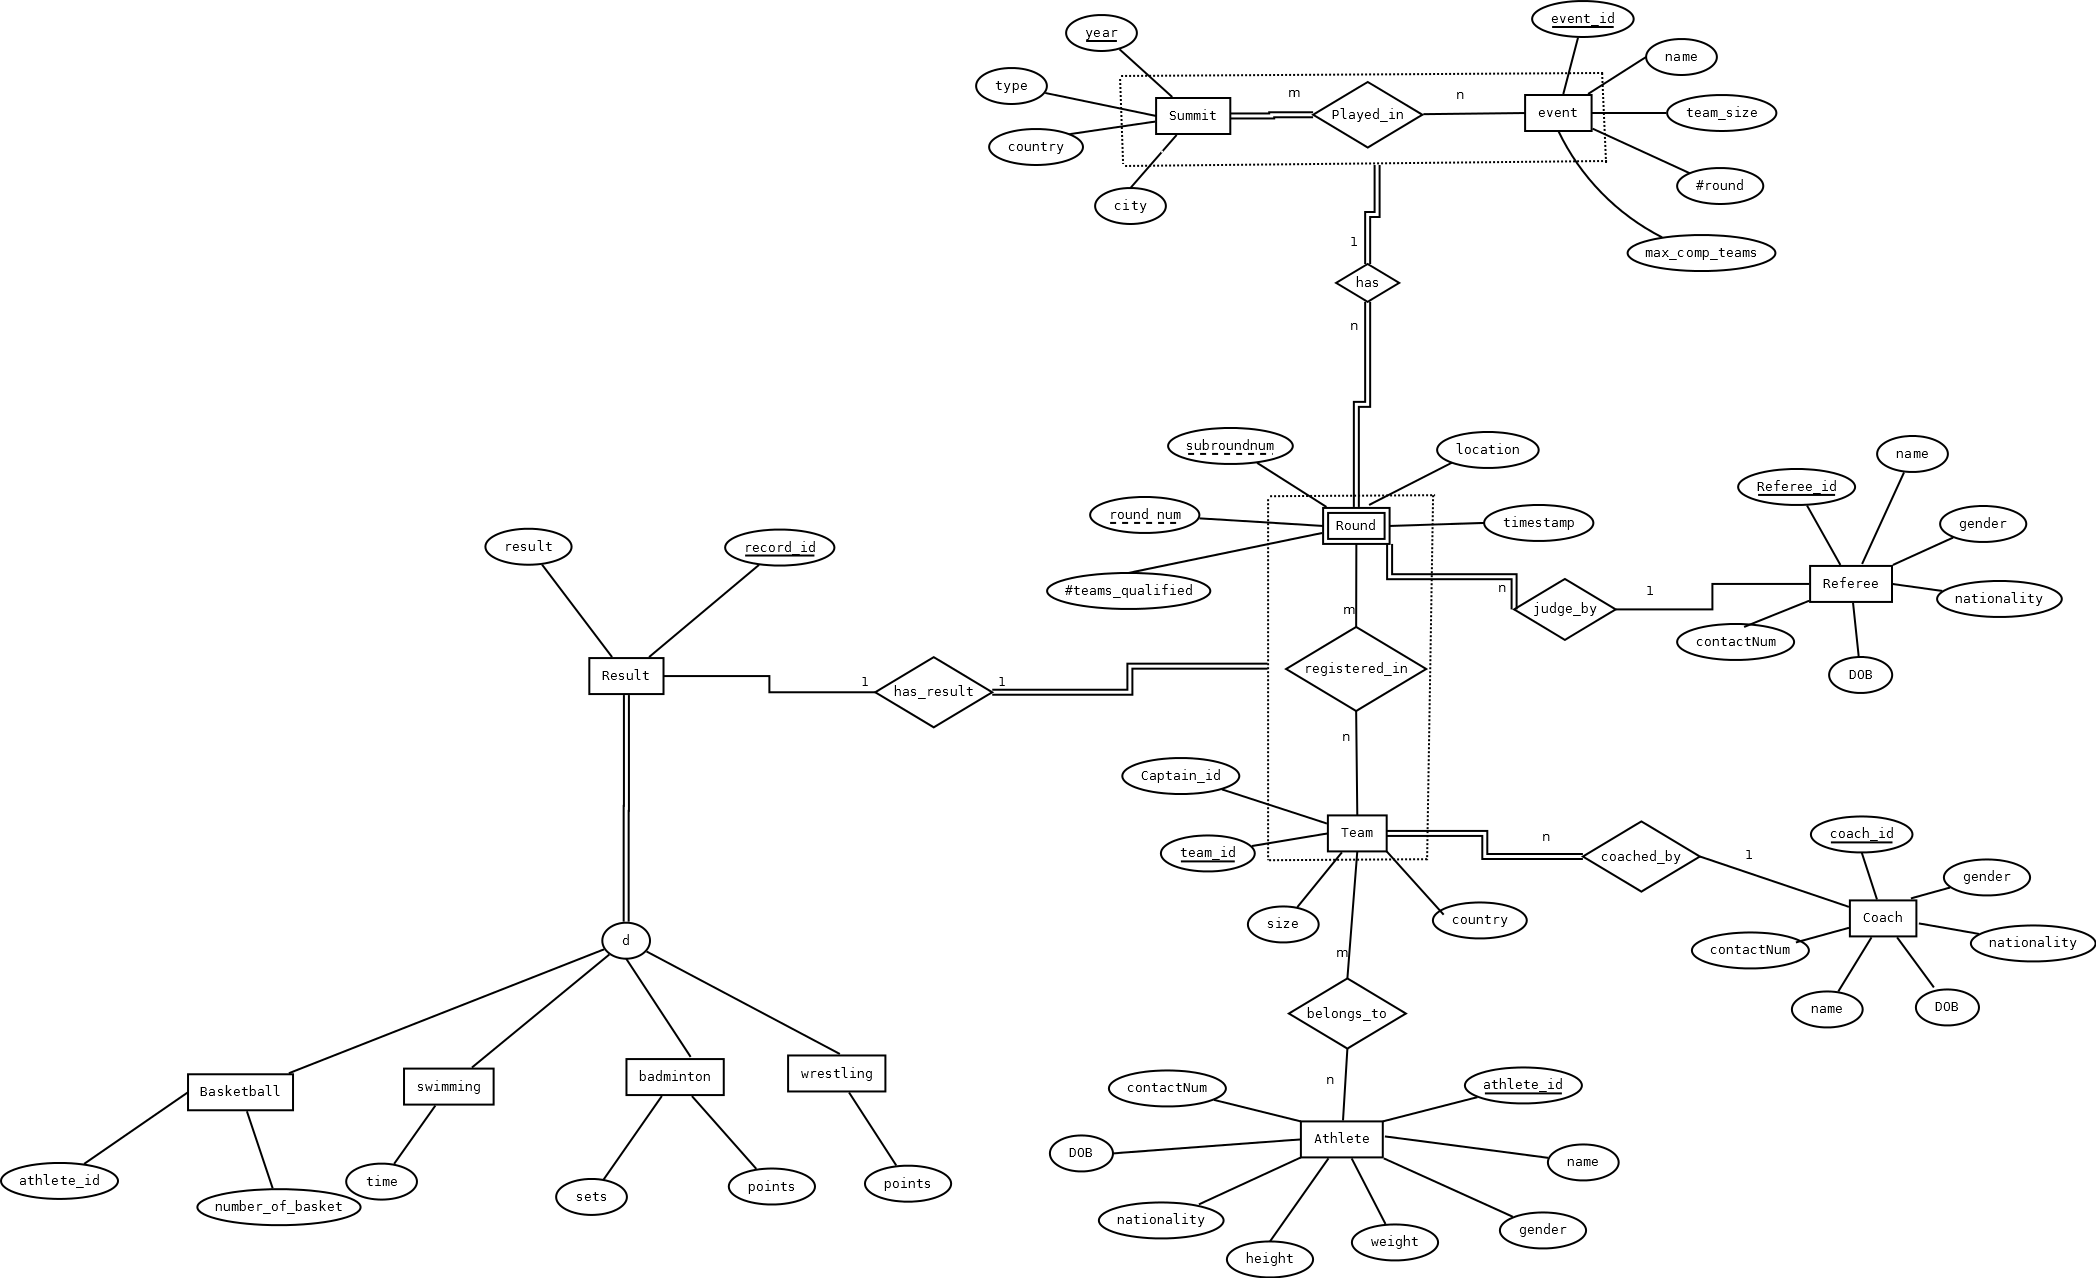 event_id
year
name
type
m
n
team_size
Summit
Played_in
event
country
#round
city
1
max_comp_teams
has
n
subroundnum
location
name
Referee_id
round num
Round
timestamp
gender
result
record_id
#teams_qualified
n
1
Referee
nationality
m
judge_by
contactNum
registered_in
DOB
Result
1
1
has_result
n
Captain_id
Team
n
coach_id
team_id
coached_by
1
gender
size
country
Coach
d
m
contactNum
nationality
belongs_to
name
DOB
Basketball
swimming
badminton
wrestling
n
contactNum
athlete_id
Athlete
DOB
name
athlete_id
time
sets
points
points
number_of_basket
nationality
height
weight
gender